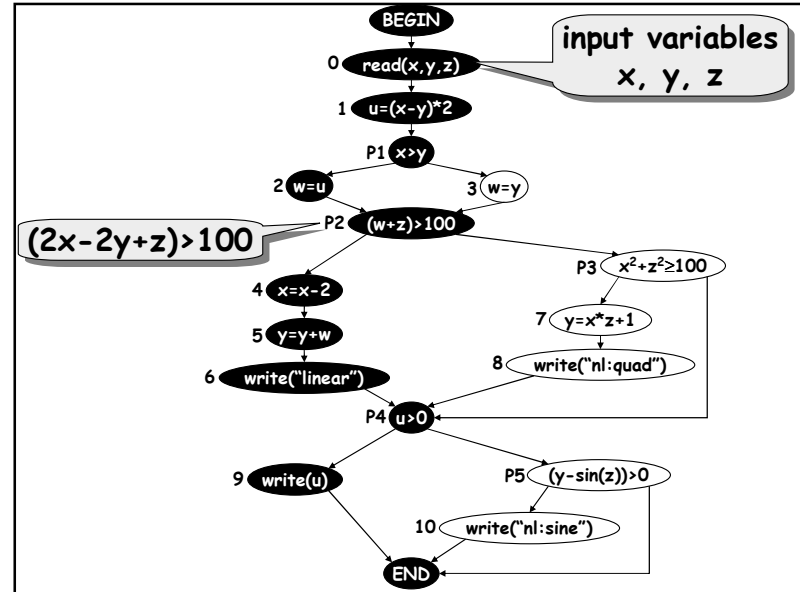 BEGIN
input variables
x, y, z
0 read(x,y,z)
1 u=(x-y)*2
P1 x>y
2 w=u
3 w=y
(2x-2y+z)>100
P2 (w+z)>100
P3 x²+z²≥100
4 x=x-2
7 y=x*z+1
5 y=y+w
8 write("nl:quad")
6 write("linear")
P4 u>0
9 write(u)
P5 (y-sin(z))>0
10 write("nl:sine")
END